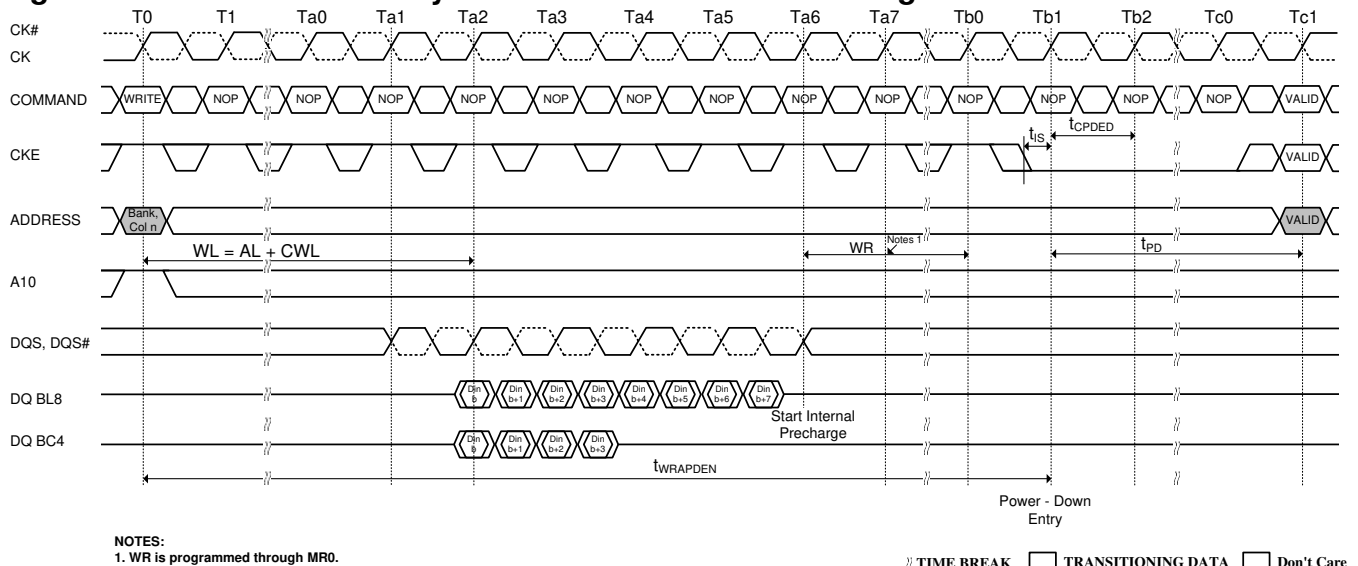 T0 T1 Ta0 Ta1 Ta2 Ta3 Ta4 Ta5 Ta6 Ta7 Tb0 Tb1 Tb2 Tc0 Tc1
CK#
CK
COMMAND WRITE NOP NOP NOP NOP NOP NOP NOP NOP NOP NOP NOP NOP NOP VALID
tIS tCPDED
CKE VALID
ADDRESS Bank, Col n VALID
WL = AL + CWL WR Notes 1 tPD
A10
DQS, DQS#
DQ BL8 Din b Din b+1 Din b+2 Din b+3 Din b+4 Din b+5 Din b+6 Din b+7
Start Internal
Precharge
DQ BC4 Din b Din b+1 Din b+2 Din b+3
tWRAPDEN
Power - Down
Entry
NOTES:
1. WR is programmed through MR0.
TIME BREAK TRANSITIONING DATA Don't Care